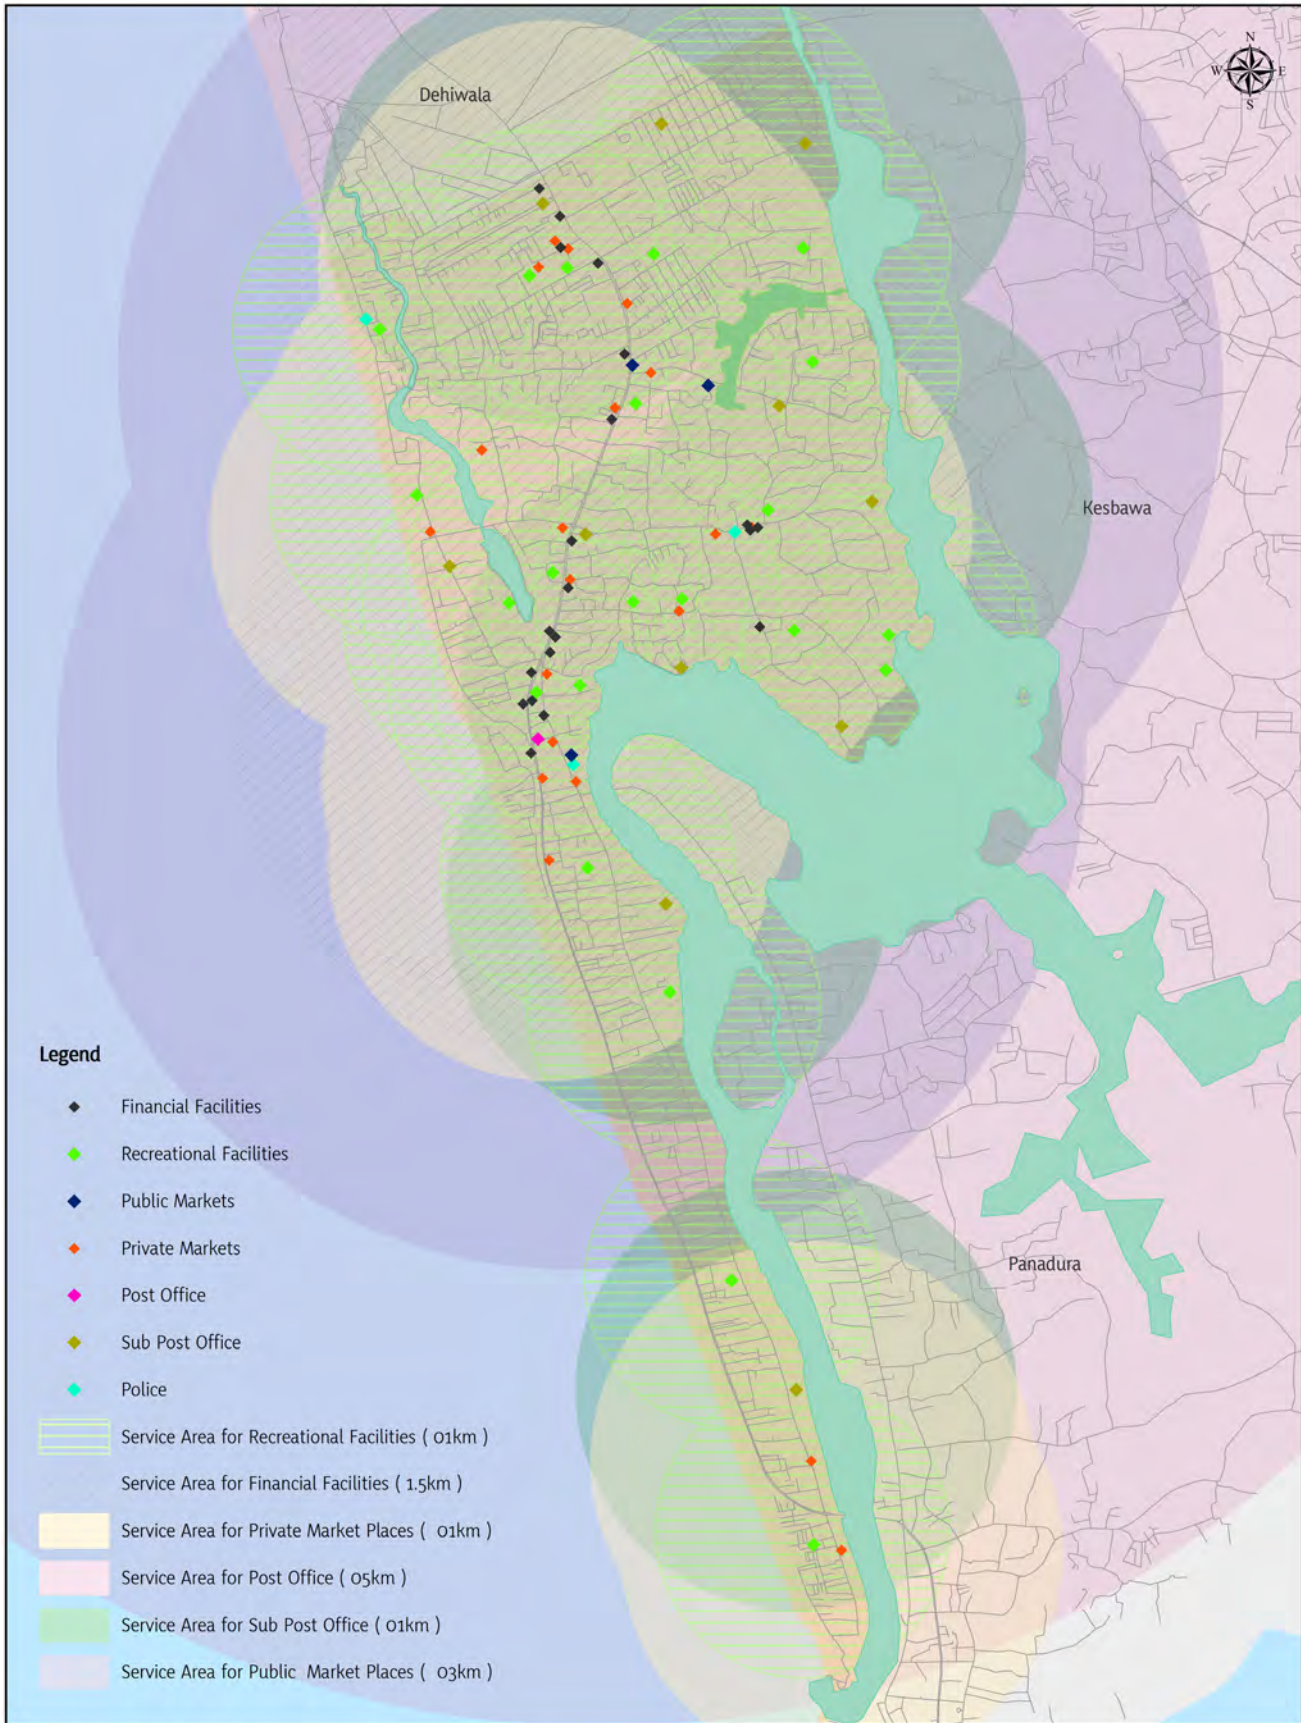 N
W E
S
Dehiwala
Kesbawa
Panadura
Legend
Financial Facilities
Recreational Facilities
Public Markets
Private Markets
Post Office
Sub Post Office
Police
Service Area for Recreational Facilities ( 01km )
Service Area for Financial Facilities ( 1.5km )
Service Area for Private Market Places ( 01km )
Service Area for Post Office ( 05km )
Service Area for Sub Post Office ( 01km )
Service Area for Public Market Places ( 03km )